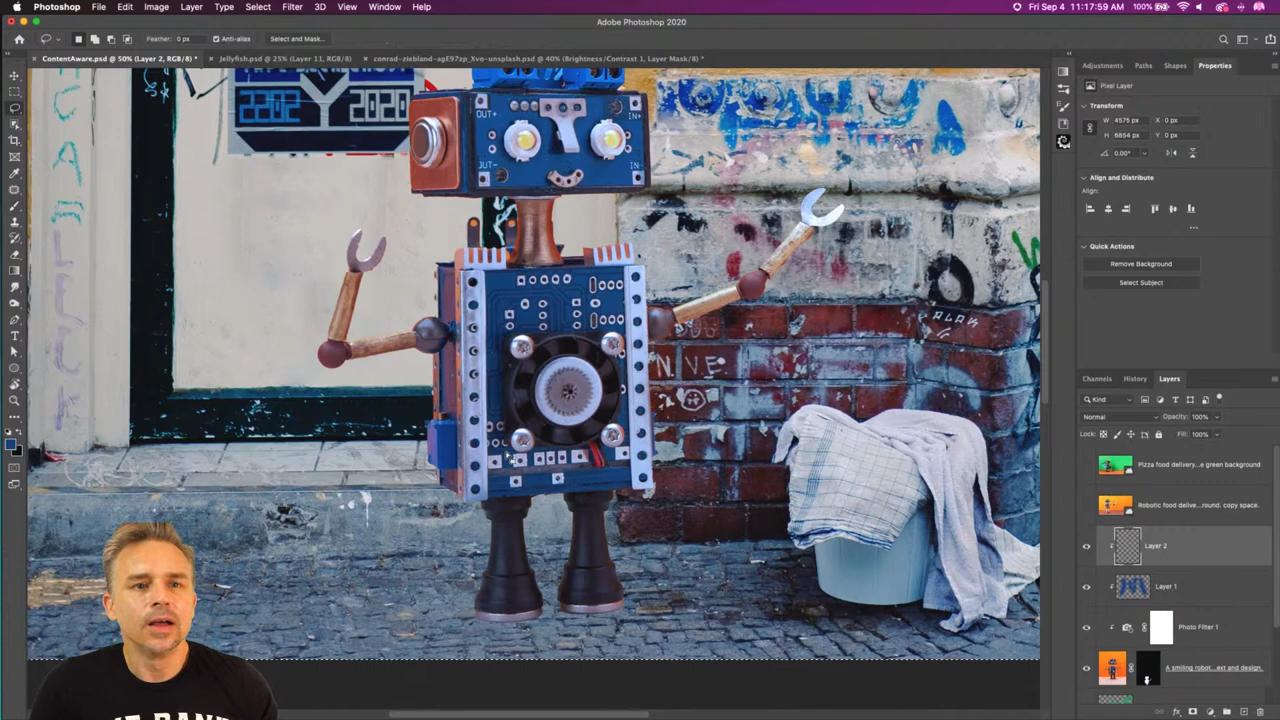 Photoshop File Edit Image Layer Type Select Filter 3D View Window Help 100% Fri Sep 4 11:17:59
Adobe Photoshop 2020
Feather: 0 px Anti-alias Select and Mask...
ContentAware.psd @ 50% (Layer 2, RGB/8) * Jellyfish.psd @ 25% (Layer 11, RGB/8) conrad-ziebland-agE97zp_Xvo-unsplash.psd @ 40% (Brightness/Contrast 1, Layer Mask/8) *
Adjustments Paths Shapes Properties
Pixel Layer
Transform
W 4575 px X 0 px
H 6854 px Y 0 px
0.00°
Align and Distribute
Align:
Quick Actions
Remove Background
Select Subject
Channels History Layers
Kind
Normal Opacity: 100%
Lock: Fill: 100%
Pizza food delivery...e green background
Robotic food delive...round. copy space.
Layer 2
Layer 1
Photo Filter 1
A smiling robot...ext and design.
2202 2020
OUT+ IN+
OUT- IN-
N.V.E.